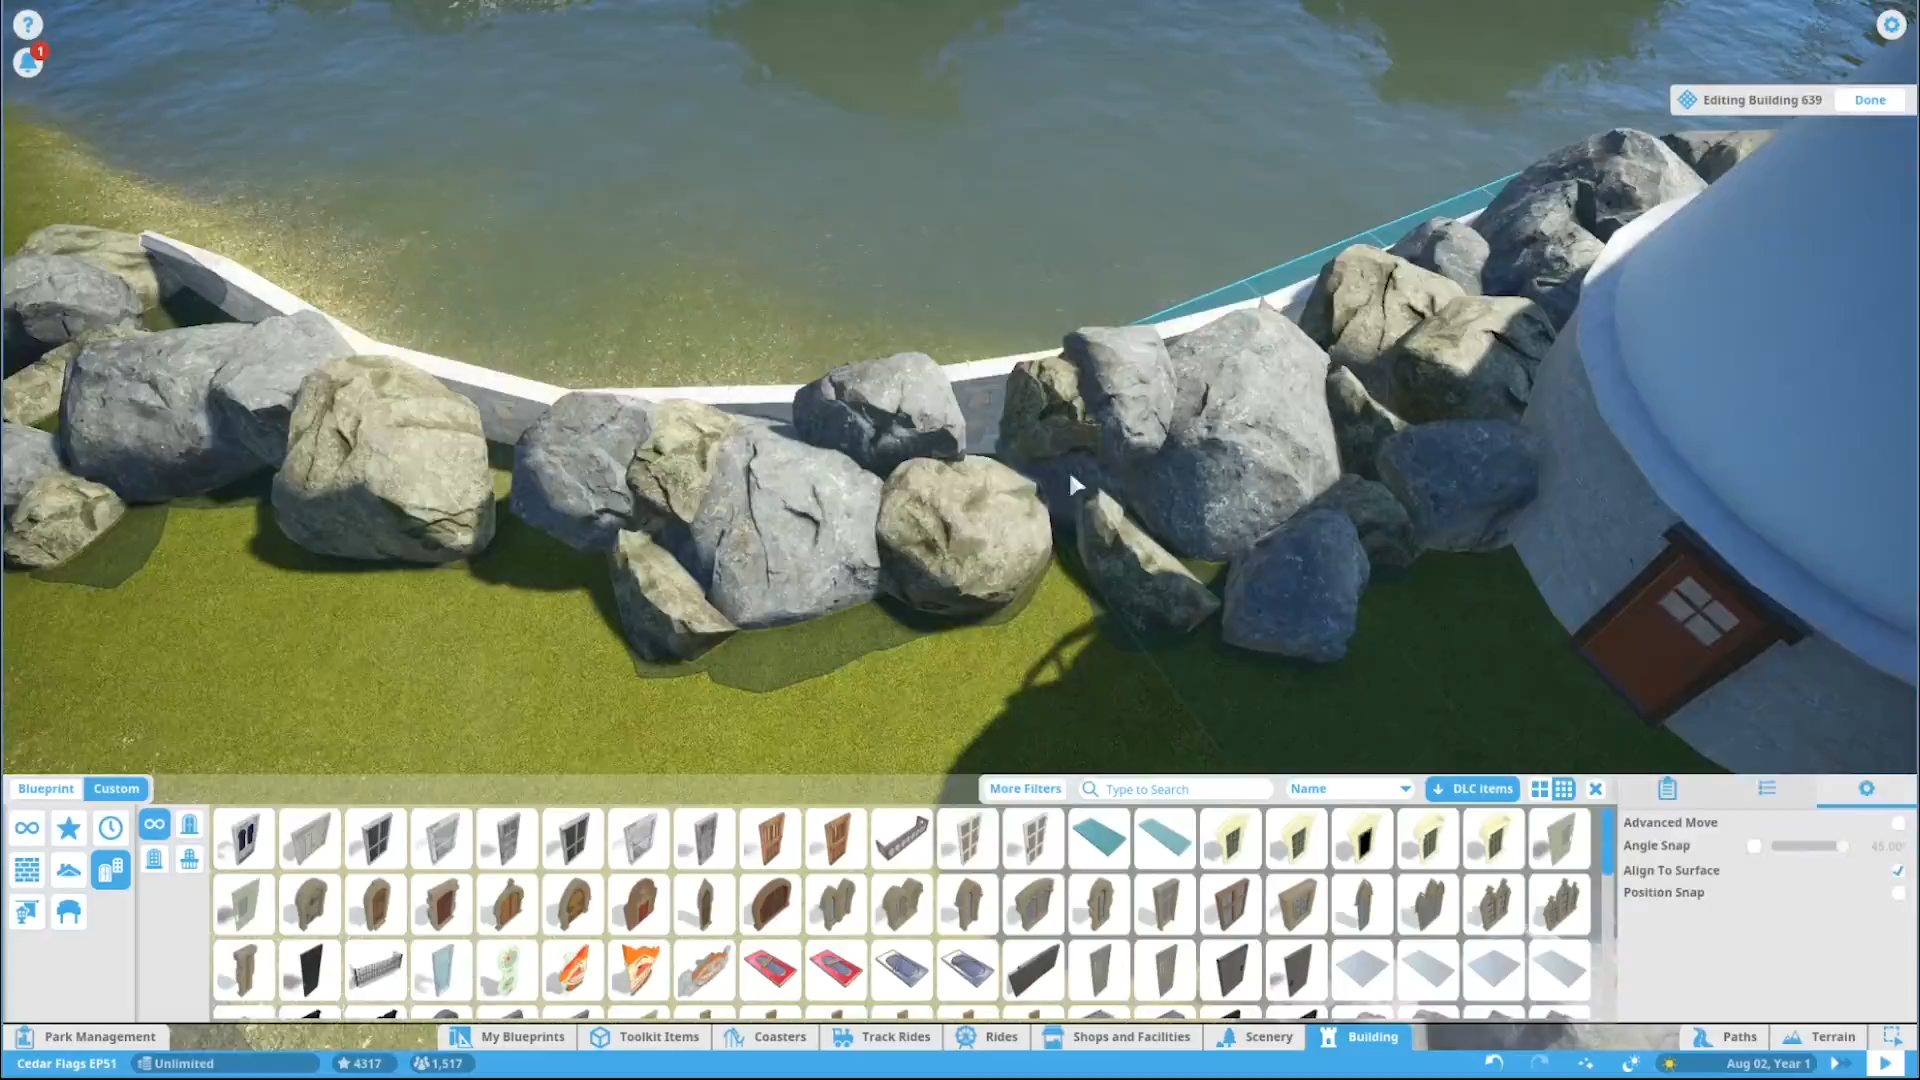 ?
1
Editing Building 639 Done
Blueprint Custom More Filters Type to Search Name DLC items
Advanced Move
Angle Snap 45.00°
Align To Surface
Position Snap
Park Management My Blueprints Toolkit Items Coasters Track Rides Rides Shops and Facilities Scenery Building Paths Terrain
Cedar Flags EP51 Unlimited 4317 1,517 Aug 02, Year 1